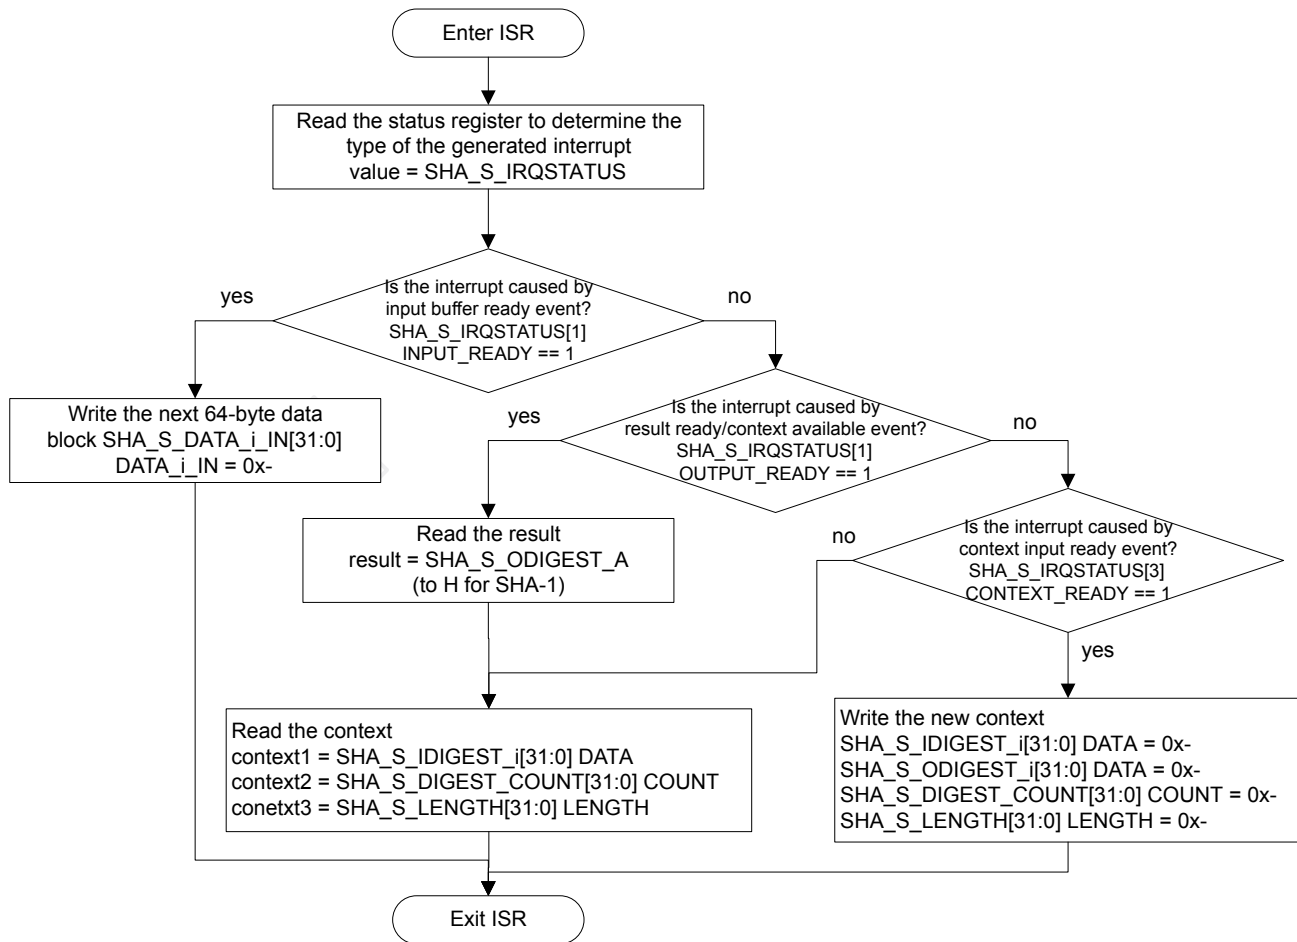 Enter ISR
Read the status register to determine the
type of the generated interrupt
value = SHA_S_IRQSTATUS
Is the interrupt caused by
input buffer ready event?
SHA_S_IRQSTATUS[1]
INPUT_READY == 1
yes
no
Write the next 64-byte data
block SHA_S_DATA_i_IN[31:0]
DATA_i_IN = 0x-
Is the interrupt caused by
result ready/context available event?
SHA_S_IRQSTATUS[1]
OUTPUT_READY == 1
yes
no
Read the result
result = SHA_S_ODIGEST_A
(to H for SHA-1)
Is the interrupt caused by
context input ready event?
SHA_S_IRQSTATUS[3]
CONTEXT_READY == 1
no
yes
Read the context
context1 = SHA_S_IDIGEST_i[31:0] DATA
context2 = SHA_S_DIGEST_COUNT[31:0] COUNT
conetxt3 = SHA_S_LENGTH[31:0] LENGTH
Write the new context
SHA_S_IDIGEST_i[31:0] DATA = 0x-
SHA_S_ODIGEST_i[31:0] DATA = 0x-
SHA_S_DIGEST_COUNT[31:0] COUNT = 0x-
SHA_S_LENGTH[31:0] LENGTH = 0x-
Exit ISR